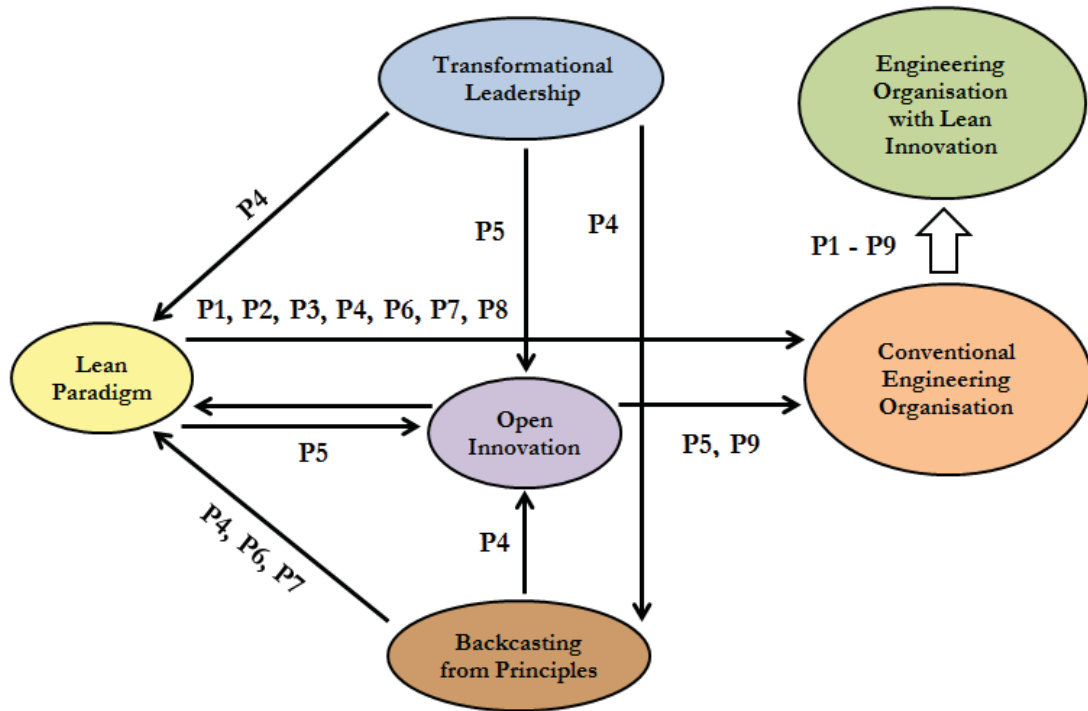 Transformational
Leadership
Engineering
Organisation
with Lean
Innovation
P4
P5
P4
P1 - P9
P1, P2, P3, P4, P6, P7, P8
Lean
Paradigm
Conventional
Engineering
Organisation
Open
Innovation
P5
P5, P9
P4, P6, P7
P4
Backcasting
from Principles